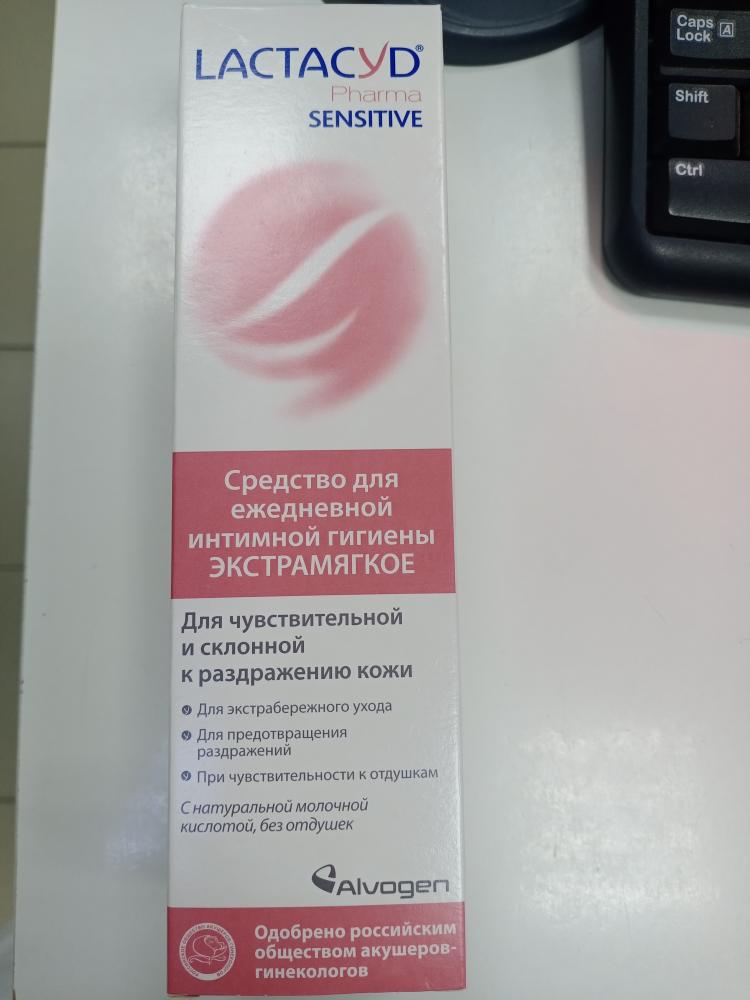 LACTACYD®
Pharma
SENSITIVE
Средство для
ежедневной
интимной гигиены
ЭКСТРАМЯГКОЕ
Для чувствительной
и склонной
к раздражению кожи
Для экстрабережного ухода
Для предотвращения
раздражений
При чувствительности к отдушкам
С натуральной молочной
кислотой, без отдушек
Alvogen
Одобрено российским
обществом акушеров-
гинекологов
Caps
Lock
A
Shift
Ctrl